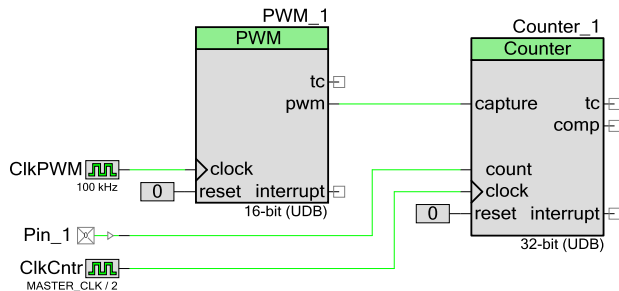 PWM_1
PWM
tc
pwm
clock
reset
interrupt
16-bit (UDB)
ClkPWM
100 kHz
0
Counter_1
Counter
capture
tc
comp
count
clock
reset
interrupt
32-bit (UDB)
0
Pin_1
ClkCntr
MASTER_CLK / 2